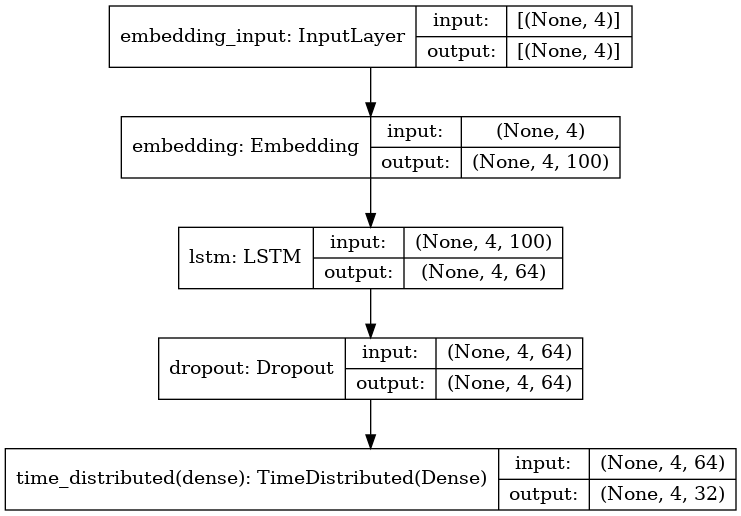 embedding_input: InputLayer
input: [(None, 4)]
output: [(None, 4)]
embedding: Embedding
input: (None, 4)
output: (None, 4, 100)
lstm: LSTM
input: (None, 4, 100)
output: (None, 4, 64)
dropout: Dropout
input: (None, 4, 64)
output: (None, 4, 64)
time_distributed(dense): TimeDistributed(Dense)
input: (None, 4, 64)
output: (None, 4, 32)